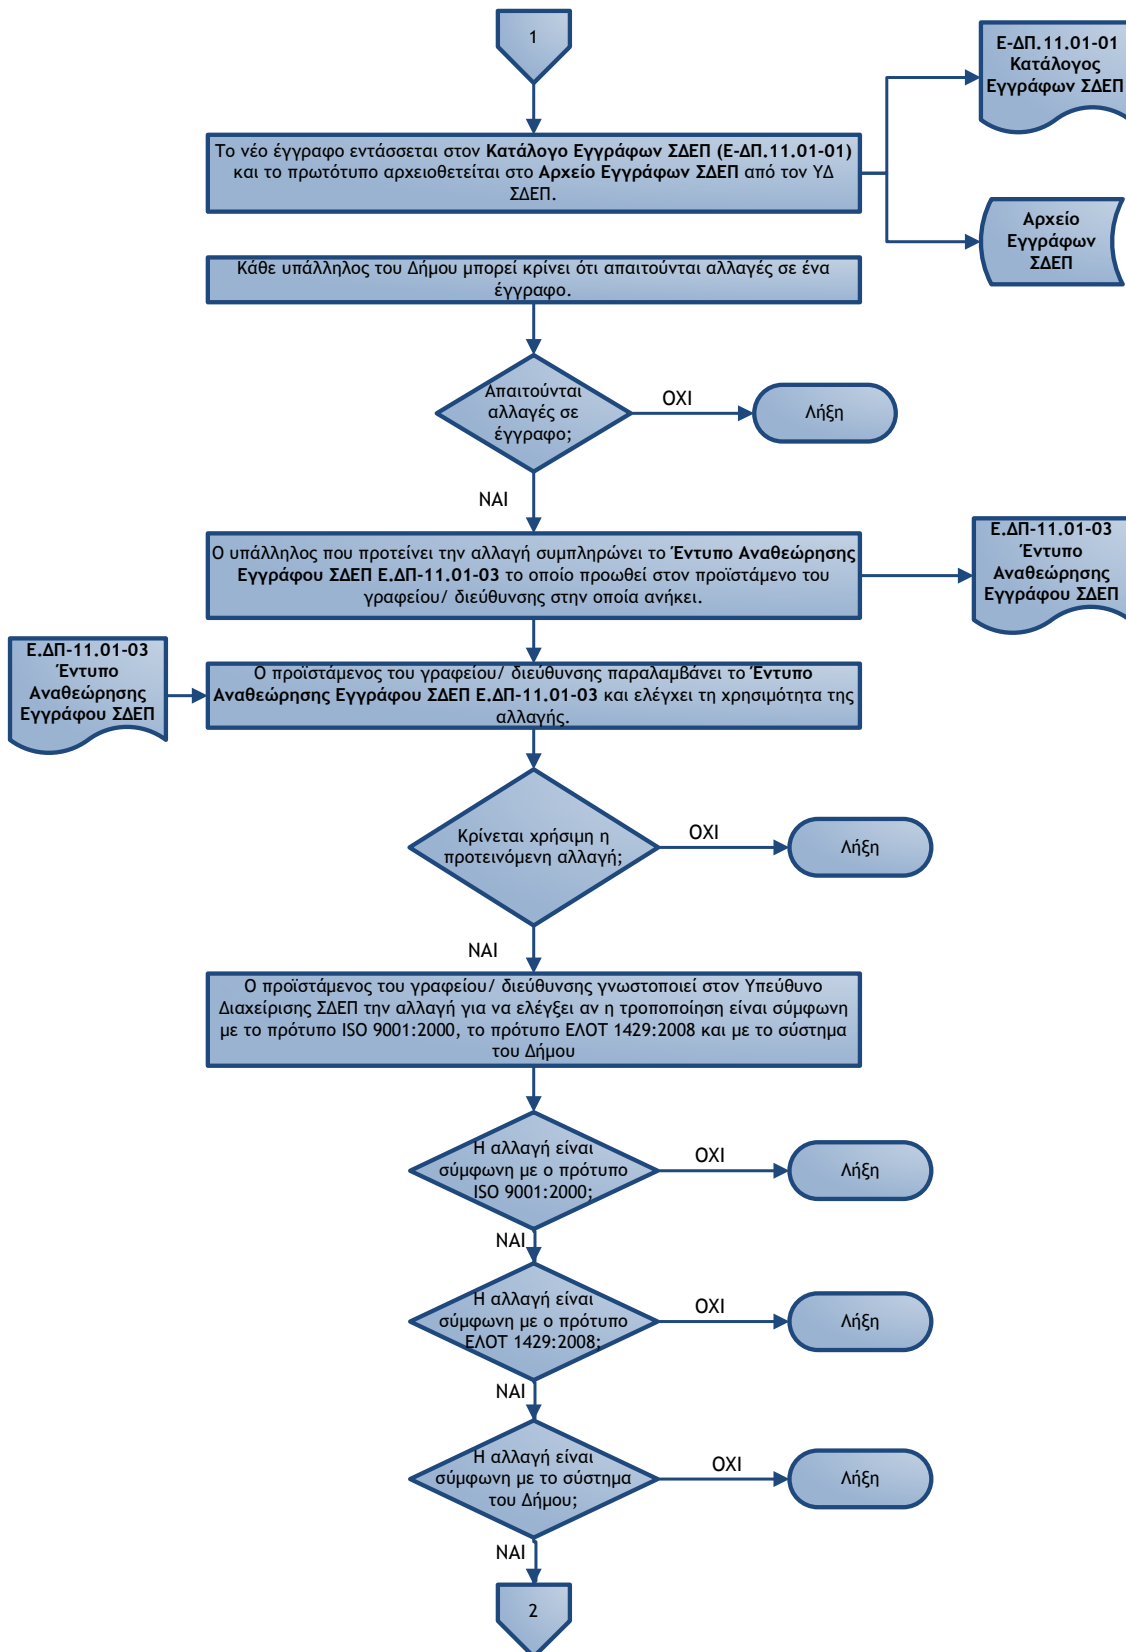 1
Ε-ΔΠ.11.01-01
Κατάλογος
Εγγράφων ΣΔΕΠ
Το νέο έγγραφο εντάσσεται στον Κατάλογο Εγγράφων ΣΔΕΠ (Ε-ΔΠ.11.01-01)
και το πρωτότυπο αρχειοθετείται στο Αρχείο Εγγράφων ΣΔΕΠ από τον ΥΔ
ΣΔΕΠ.
Αρχείο
Εγγράφων
ΣΔΕΠ
Κάθε υπάλληλος του Δήμου μπορεί κρίνει ότι απαιτούνται αλλαγές σε ένα
έγγραφο.
Απαιτούνται
αλλαγές σε
έγγραφο;
ΟΧΙ
Λήξη
ΝΑΙ
Ο υπάλληλος που προτείνει την αλλαγή συμπληρώνει το Έντυπο Αναθεώρησης
Εγγράφου ΣΔΕΠ Ε.ΔΠ-11.01-03 το οποίο προωθεί στον προϊστάμενο του
γραφείου/ διεύθυνσης στην οποία ανήκει.
Ε.ΔΠ-11.01-03
Έντυπο
Αναθεώρησης
Εγγράφου ΣΔΕΠ
Ε.ΔΠ-11.01-03
Έντυπο
Αναθεώρησης
Εγγράφου ΣΔΕΠ
Ο προϊστάμενος του γραφείου/ διεύθυνσης παραλαμβάνει το Έντυπο
Αναθεώρησης Εγγράφου ΣΔΕΠ Ε.ΔΠ-11.01-03 και ελέγχει τη χρησιμότητα της
αλλαγής.
Κρίνεται χρήσιμη η
προτεινόμενη αλλαγή;
ΟΧΙ
Λήξη
ΝΑΙ
Ο προϊστάμενος του γραφείου/ διεύθυνσης γνωστοποιεί στον Υπεύθυνο
Διαχείρισης ΣΔΕΠ την αλλαγή για να ελέγξει αν η τροποποίηση είναι σύμφωνη
με το πρότυπο ISO 9001:2000, το πρότυπο ΕΛΟΤ 1429:2008 και με το σύστημα
του Δήμου
Η αλλαγή είναι
σύμφωνη με ο πρότυπο
ISO 9001:2000;
ΟΧΙ
Λήξη
ΝΑΙ
Η αλλαγή είναι
σύμφωνη με ο πρότυπο
ΕΛΟΤ 1429:2008;
ΟΧΙ
Λήξη
ΝΑΙ
Η αλλαγή είναι
σύμφωνη με το σύστημα
του Δήμου;
ΟΧΙ
Λήξη
ΝΑΙ
2